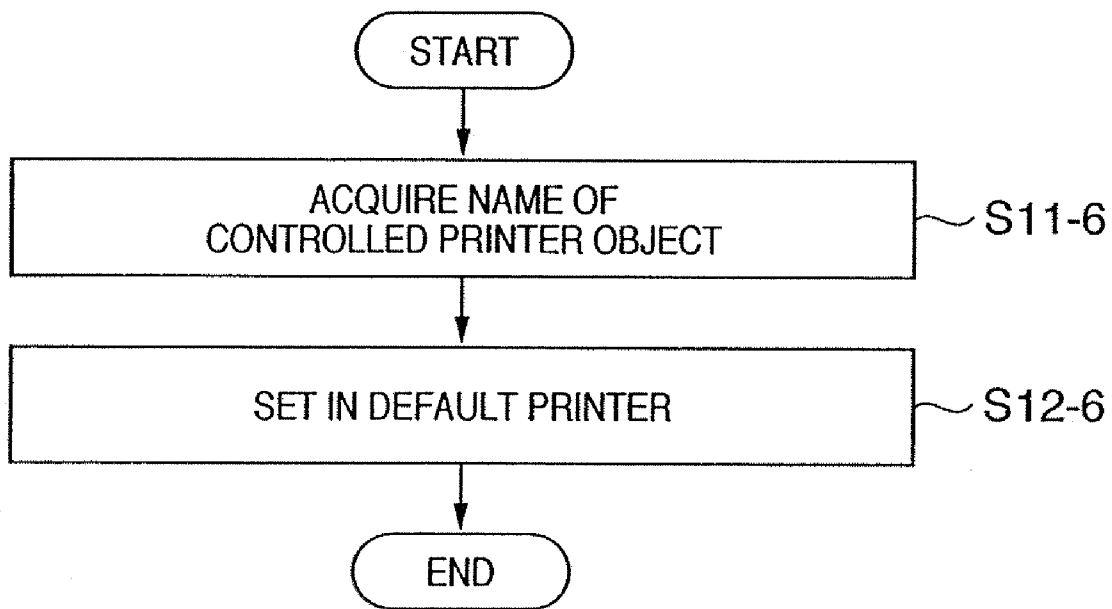 START
ACQUIRE NAME OF
CONTROLLED PRINTER OBJECT
S11-6
SET IN DEFAULT PRINTER
S12-6
END